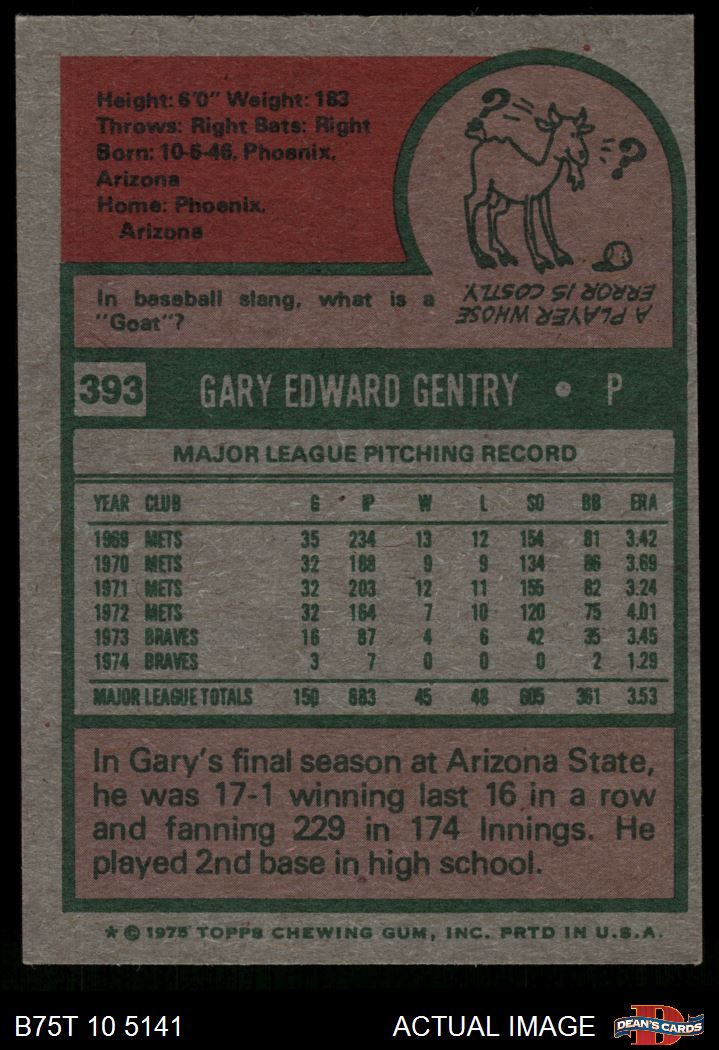 Height: 6'0" Weight: 183
Throws: Right Bats: Right
Born: 10-6-46, Phoenix,
Arizona
Home: Phoenix,
Arizona
In baseball slang, what is a
"Goat"?
? ?
A PLAYER WHOSE
ERROR IS COSTLY
393 GARY EDWARD GENTRY • P
MAJOR LEAGUE PITCHING RECORD
YEAR CLUB G IP W L SO BB ERA
1969 METS 35 234 13 12 154 81 3.42
1970 METS 32 188 9 9 134 86 3.69
1971 METS 32 203 12 11 155 82 3.24
1972 METS 32 164 7 10 120 75 4.01
1973 BRAVES 16 87 4 6 42 35 3.45
1974 BRAVES 3 7 0 0 0 2 1.29
MAJOR LEAGUE TOTALS 150 883 45 48 605 361 3.53
In Gary's final season at Arizona State,
he was 17-1 winning last 16 in a row
and fanning 229 in 174 Innings. He
played 2nd base in high school.
* © 1975 TOPPS CHEWING GUM, INC. PRTD IN U.S.A.
B75T 10 5141 ACTUAL IMAGE D DEAN'S CARDS